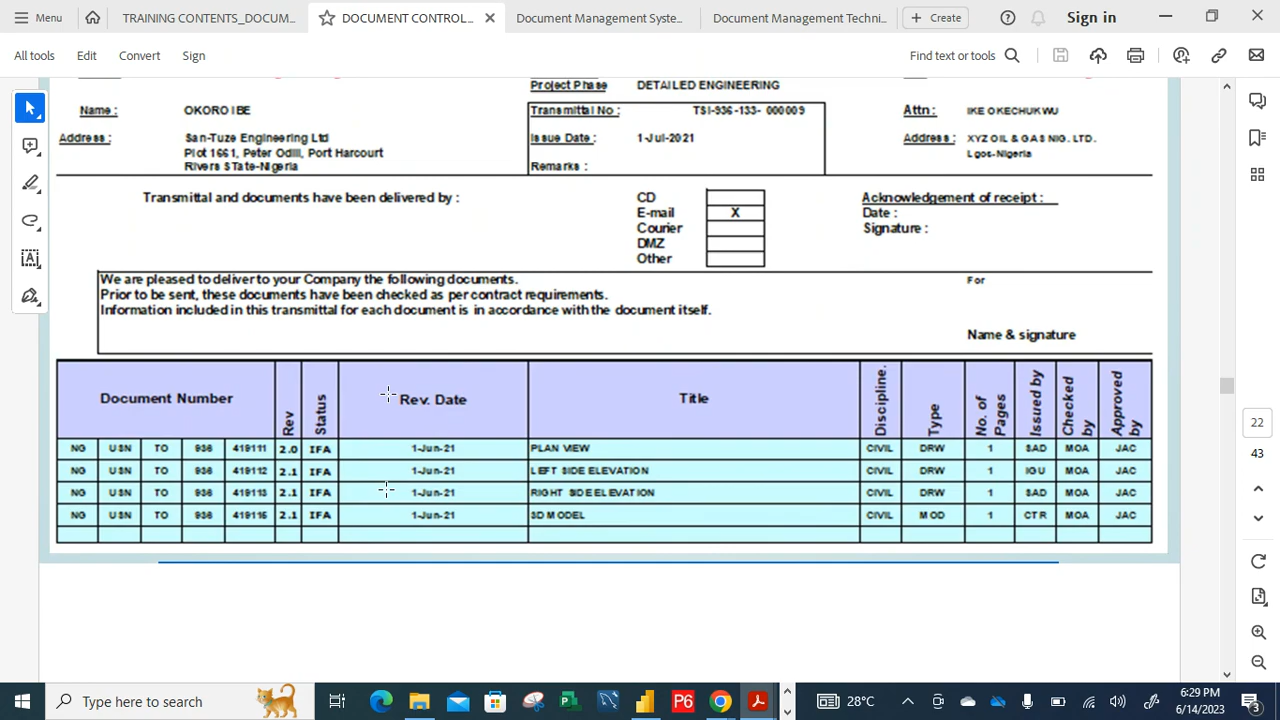 Menu
TRAINING CONTENTS_DOCUM...
DOCUMENT CONTROL...
Document Management Syste...
Document Management Techni...
Create
Sign in
All tools Edit Convert Sign
Find text or tools
Project Phase DETAILED ENGINEERING
Name : OKORO IBE
Transmittal No : TSI-936-133- 000009
Attn : IKE OKECHUKWU
Address : San-Tuze Engineering Ltd
Plot 1661, Peter Odili, Port Harcourt
Rivers STate-Nigeria
Issue Date : 1-Jul-2021
Remarks :
Address : XYZ OIL & GAS NIG. LTD.
Lgos-Nigeria
Transmittal and documents have been delivered by :
CD
E-mail X
Courier
DMZ
Other
Acknowledgement of receipt :
Date :
Signature :
We are pleased to deliver to your Company the following documents.
Prior to be sent, these documents have been checked as per contract requirements.
Information included in this transmittal for each document is in accordance with the document itself.
For
Name & signature
Document Number Rev Status Rev. Date Title Discipline. Type No. of Pages Issued by Checked by Approved by
NG USN TO 936 419111 2.0 IFA 1-Jun-21 PLAN VIEW CIVIL DRW 1 SAD MOA JAC
NG USN TO 936 419112 2.1 IFA 1-Jun-21 LEFT SIDE ELEVATION CIVIL DRW 1 IGU MOA JAC
NG USN TO 936 419113 2.1 IFA 1-Jun-21 RIGHT SIDE ELEVATION CIVIL DRW 1 SAD MOA JAC
NG USN TO 936 419115 2.1 IFA 1-Jun-21 3D MODEL CIVIL MOD 1 CTR MOA JAC
22
43
Type here to search
P6
28°C
6:29 PM
6/14/2023
3